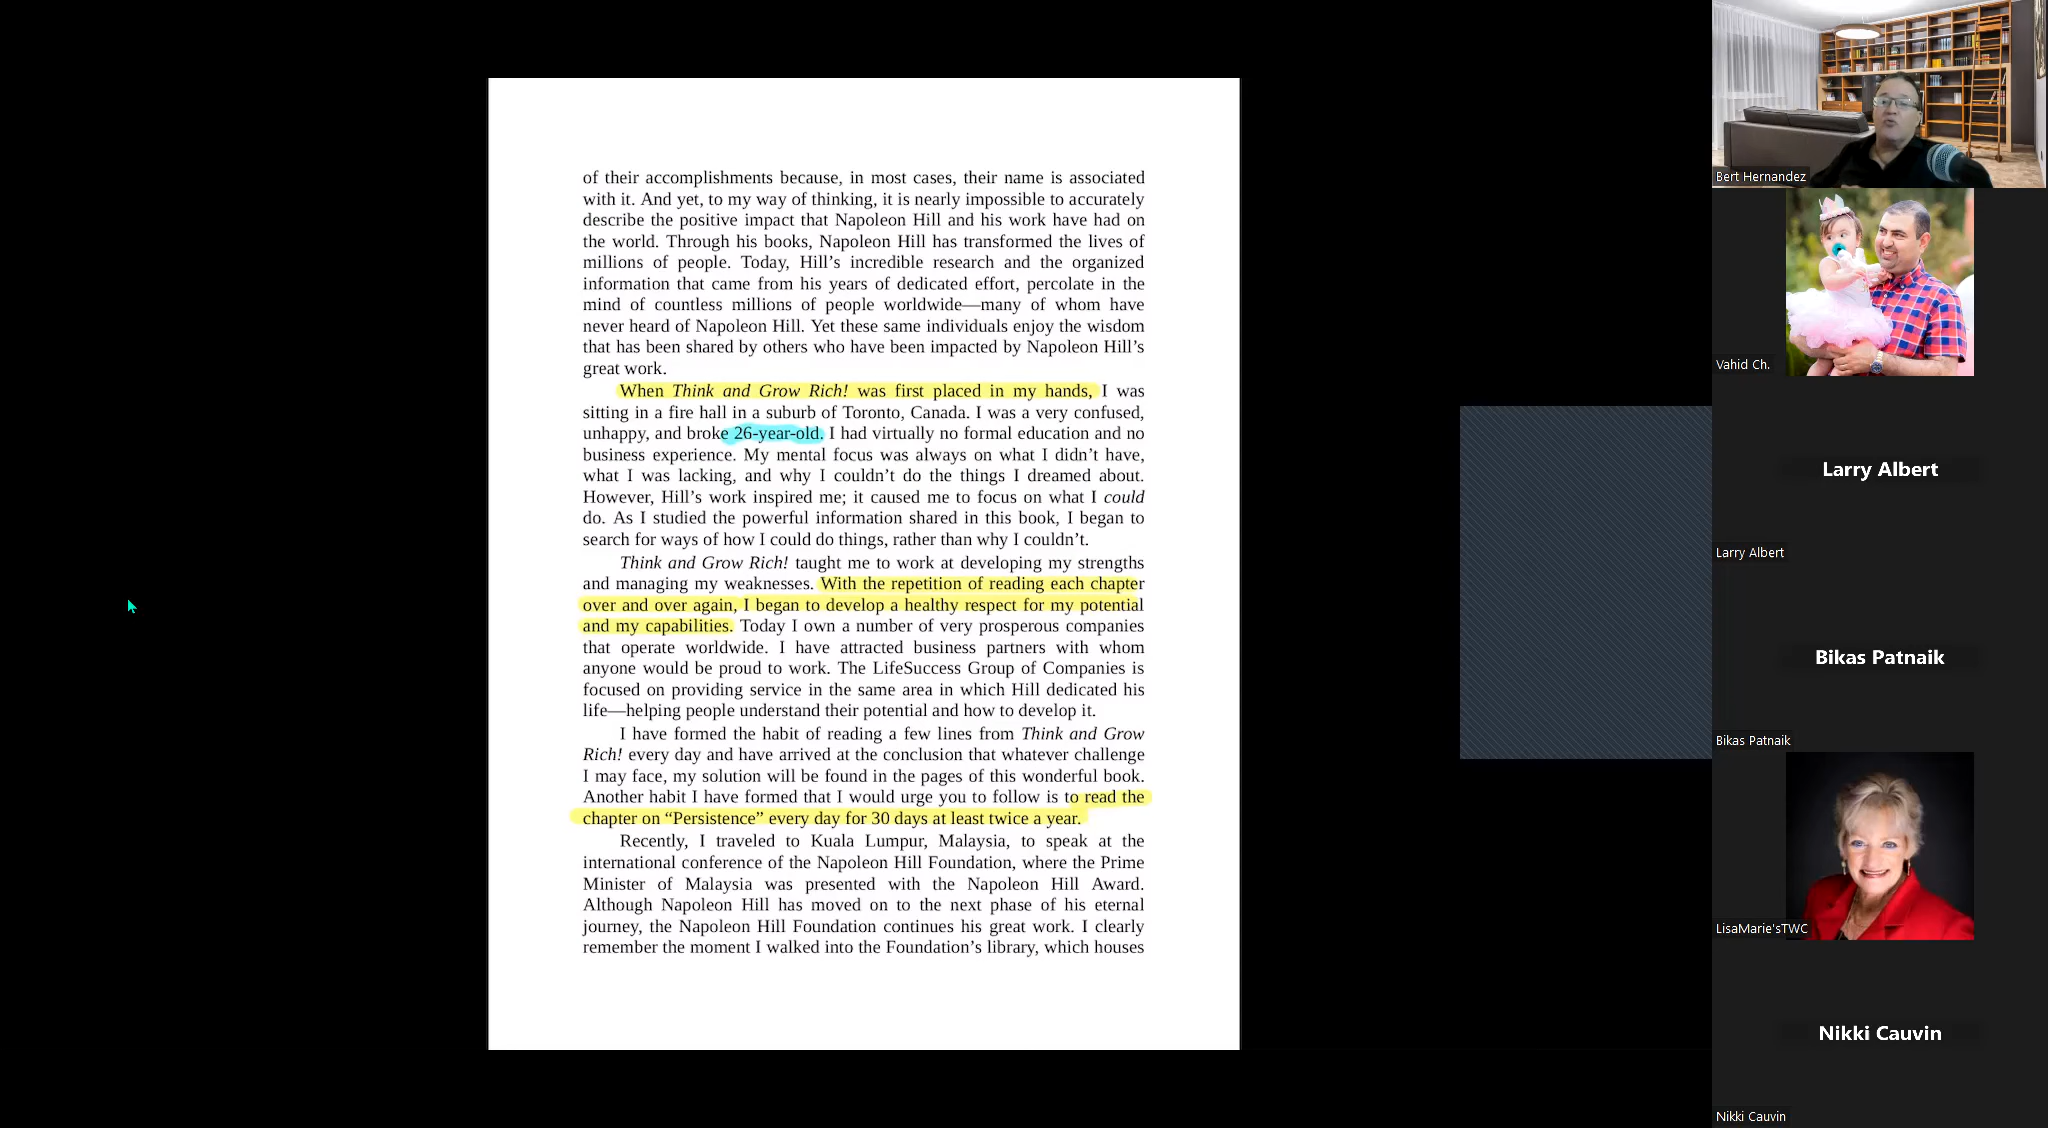 of their accomplishments because, in most cases, their name is associated
with it. And yet, to my way of thinking, it is nearly impossible to accurately
describe the positive impact that Napoleon Hill and his work have had on
the world. Through his books, Napoleon Hill has transformed the lives of
millions of people. Today, Hill’s incredible research and the organized
information that came from his years of dedicated effort, percolate in the
mind of countless millions of people worldwide—many of whom have
never heard of Napoleon Hill. Yet these same individuals enjoy the wisdom
that has been shared by others who have been impacted by Napoleon Hill’s
great work.
When Think and Grow Rich! was first placed in my hands, I was
sitting in a fire hall in a suburb of Toronto, Canada. I was a very confused,
unhappy, and broke 26-year-old. I had virtually no formal education and no
business experience. My mental focus was always on what I didn’t have,
what I was lacking, and why I couldn’t do the things I dreamed about.
However, Hill’s work inspired me; it caused me to focus on what I could
do. As I studied the powerful information shared in this book, I began to
search for ways of how I could do things, rather than why I couldn’t.
Think and Grow Rich! taught me to work at developing my strengths
and managing my weaknesses. With the repetition of reading each chapter
over and over again, I began to develop a healthy respect for my potential
and my capabilities. Today I own a number of very prosperous companies
that operate worldwide. I have attracted business partners with whom
anyone would be proud to work. The LifeSuccess Group of Companies is
focused on providing service in the same area in which Hill dedicated his
life—helping people understand their potential and how to develop it.
I have formed the habit of reading a few lines from Think and Grow
Rich! every day and have arrived at the conclusion that whatever challenge
I may face, my solution will be found in the pages of this wonderful book.
Another habit I have formed that I would urge you to follow is to read the
chapter on “Persistence” every day for 30 days at least twice a year.
Recently, I traveled to Kuala Lumpur, Malaysia, to speak at the
international conference of the Napoleon Hill Foundation, where the Prime
Minister of Malaysia was presented with the Napoleon Hill Award.
Although Napoleon Hill has moved on to the next phase of his eternal
journey, the Napoleon Hill Foundation continues his great work. I clearly
remember the moment I walked into the Foundation’s library, which houses
Bert Hernandez
Vahid Ch.
Larry Albert
Larry Albert
Bikas Patnaik
Bikas Patnaik
LisaMarie'sTWC
Nikki Cauvin
Nikki Cauvin